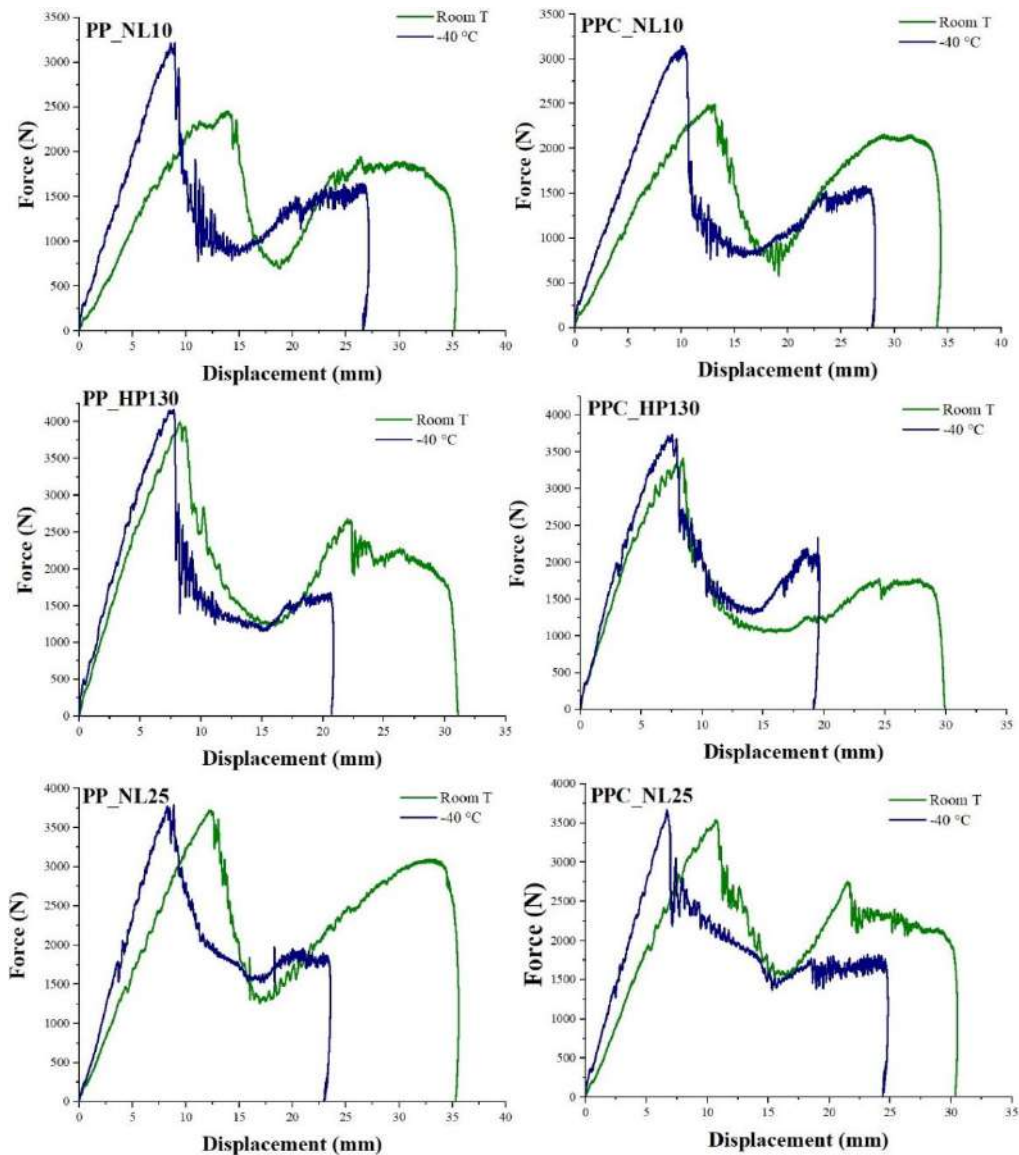 PP_NL10
Room T
-40 °C
Force (N)
3500
3000
2500
2000
1500
1000
500
0
0 5 10 15 20 25 30 35 40
Displacement (mm)
PPC_NL10
Room T
-40 °C
Force (N)
3500
3000
2500
2000
1500
1000
500
0
0 5 10 15 20 25 30 35 40
Displacement (mm)
PP_HP130
Room T
-40 °C
Force (N)
4000
3500
3000
2500
2000
1500
1000
500
0
0 5 10 15 20 25 30 35
Displacement (mm)
PPC_HP130
Room T
-40 °C
Force (N)
4000
3500
3000
2500
2000
1500
1000
500
0
0 5 10 15 20 25 30 35
Displacement (mm)
PP_NL25
Room T
-40 °C
Force (N)
4000
3500
3000
2500
2000
1500
1000
500
0
0 5 10 15 20 25 30 35 40
Displacement (mm)
PPC_NL25
Room T
-40 °C
Force (N)
4000
3500
3000
2500
2000
1500
1000
500
0
0 5 10 15 20 25 30 35
Displacement (mm)